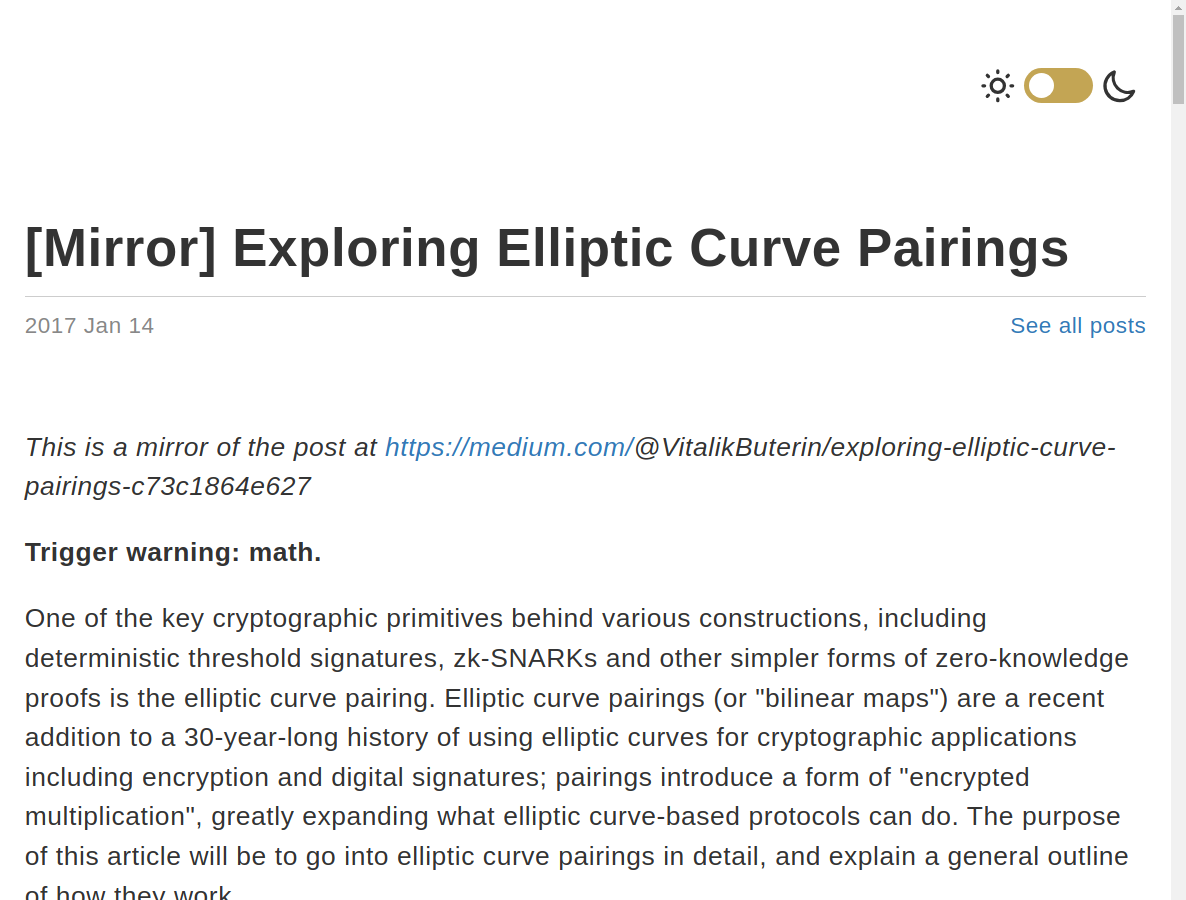 [Mirror] Exploring Elliptic Curve Pairings
2017 Jan 14
See all posts
This is a mirror of the post at https://medium.com/@VitalikButerin/exploring-elliptic-curve-
pairings-c73c1864e627
Trigger warning: math.
One of the key cryptographic primitives behind various constructions, including
deterministic threshold signatures, zk-SNARKs and other simpler forms of zero-knowledge
proofs is the elliptic curve pairing. Elliptic curve pairings (or "bilinear maps") are a recent
addition to a 30-year-long history of using elliptic curves for cryptographic applications
including encryption and digital signatures; pairings introduce a form of "encrypted
multiplication", greatly expanding what elliptic curve-based protocols can do. The purpose
of this article will be to go into elliptic curve pairings in detail, and explain a general outline
of how they work